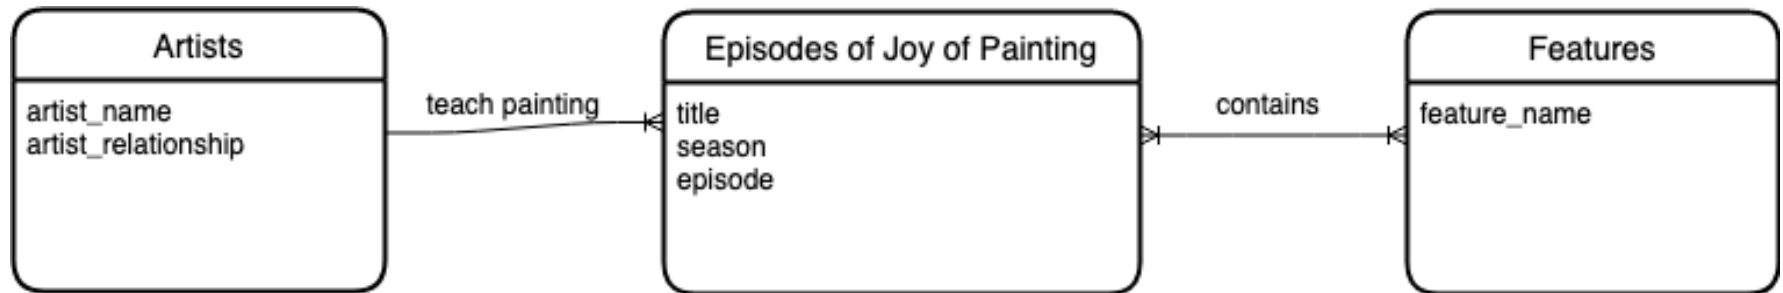 Artists
artist_name
artist_relationship
teach painting
Episodes of Joy of Painting
title
season
episode
contains
Features
feature_name